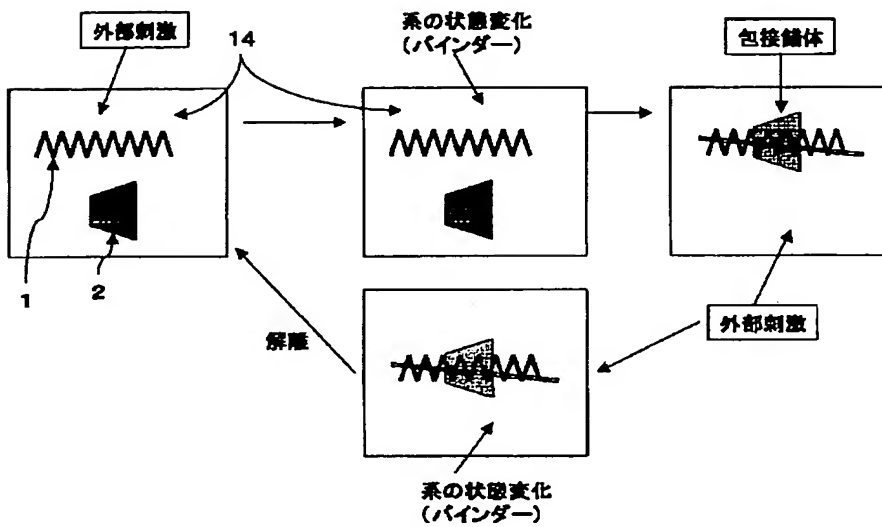 外部刺激
14
系の状態変化
(バインダー)
包接錯体
1
2
解離
外部刺激
系の状態変化
(バインダー)